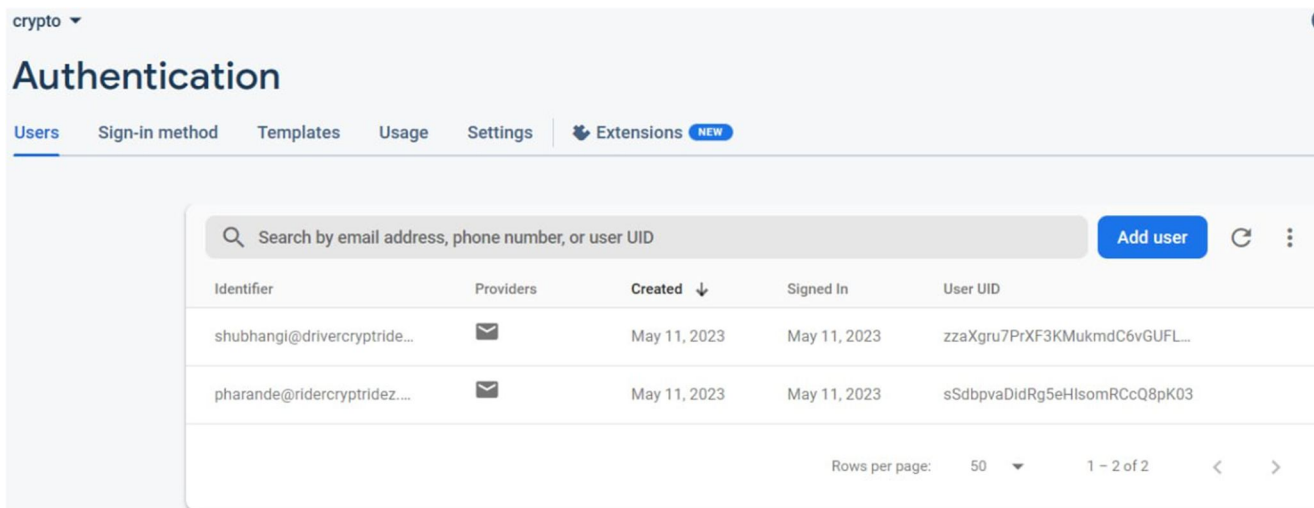 crypto
Authentication
Users Sign-in method Templates Usage Settings Extensions NEW
Search by email address, phone number, or user UID Add user
Identifier Providers Created Signed In User UID
shubhangi@drivercryptride... May 11, 2023 May 11, 2023 zzaXgru7PrXF3KMukmdC6vGUFL...
pharande@ridercryptidez.... May 11, 2023 May 11, 2023 sSdbpvaDidRg5eHIsomRCcQ8pK03
Rows per page: 50 1 – 2 of 2